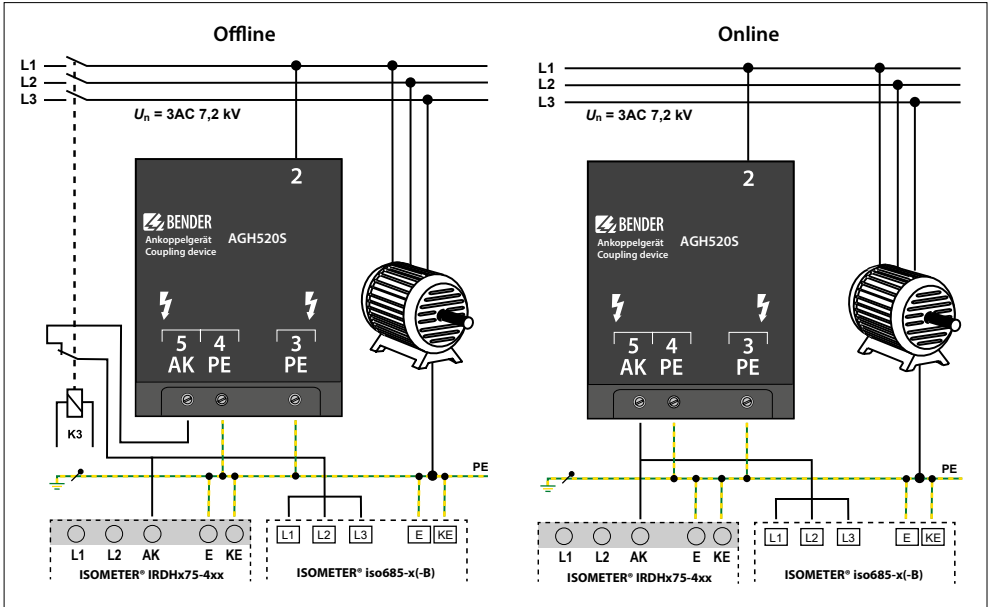 Offline
L1
L2
L3
Un = 3AC 7,2 kV
2
BENDER
Ankoppelgerät
Coupling device
AGH520S
5 4 3
AK PE PE
K3
PE
L1 L2 AK E KE
ISOMETER® IRDHx75-4xx
L1 L2 L3 E KE
ISOMETER® iso685-x(-B)
Online
L1
L2
L3
Un = 3AC 7,2 kV
2
BENDER
Ankoppelgerät
Coupling device
AGH520S
5 4 3
AK PE PE
PE
L1 L2 AK E KE
ISOMETER® IRDHx75-4xx
L1 L2 L3 E KE
ISOMETER® iso685-x(-B)